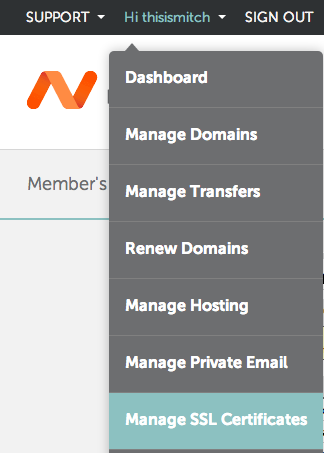 SUPPORT Hi thisismitch SIGN OUT
Dashboard
Manage Domains
Member's
Manage Transfers
Renew Domains
Manage Hosting
Manage Private Email
Manage SSL Certificates